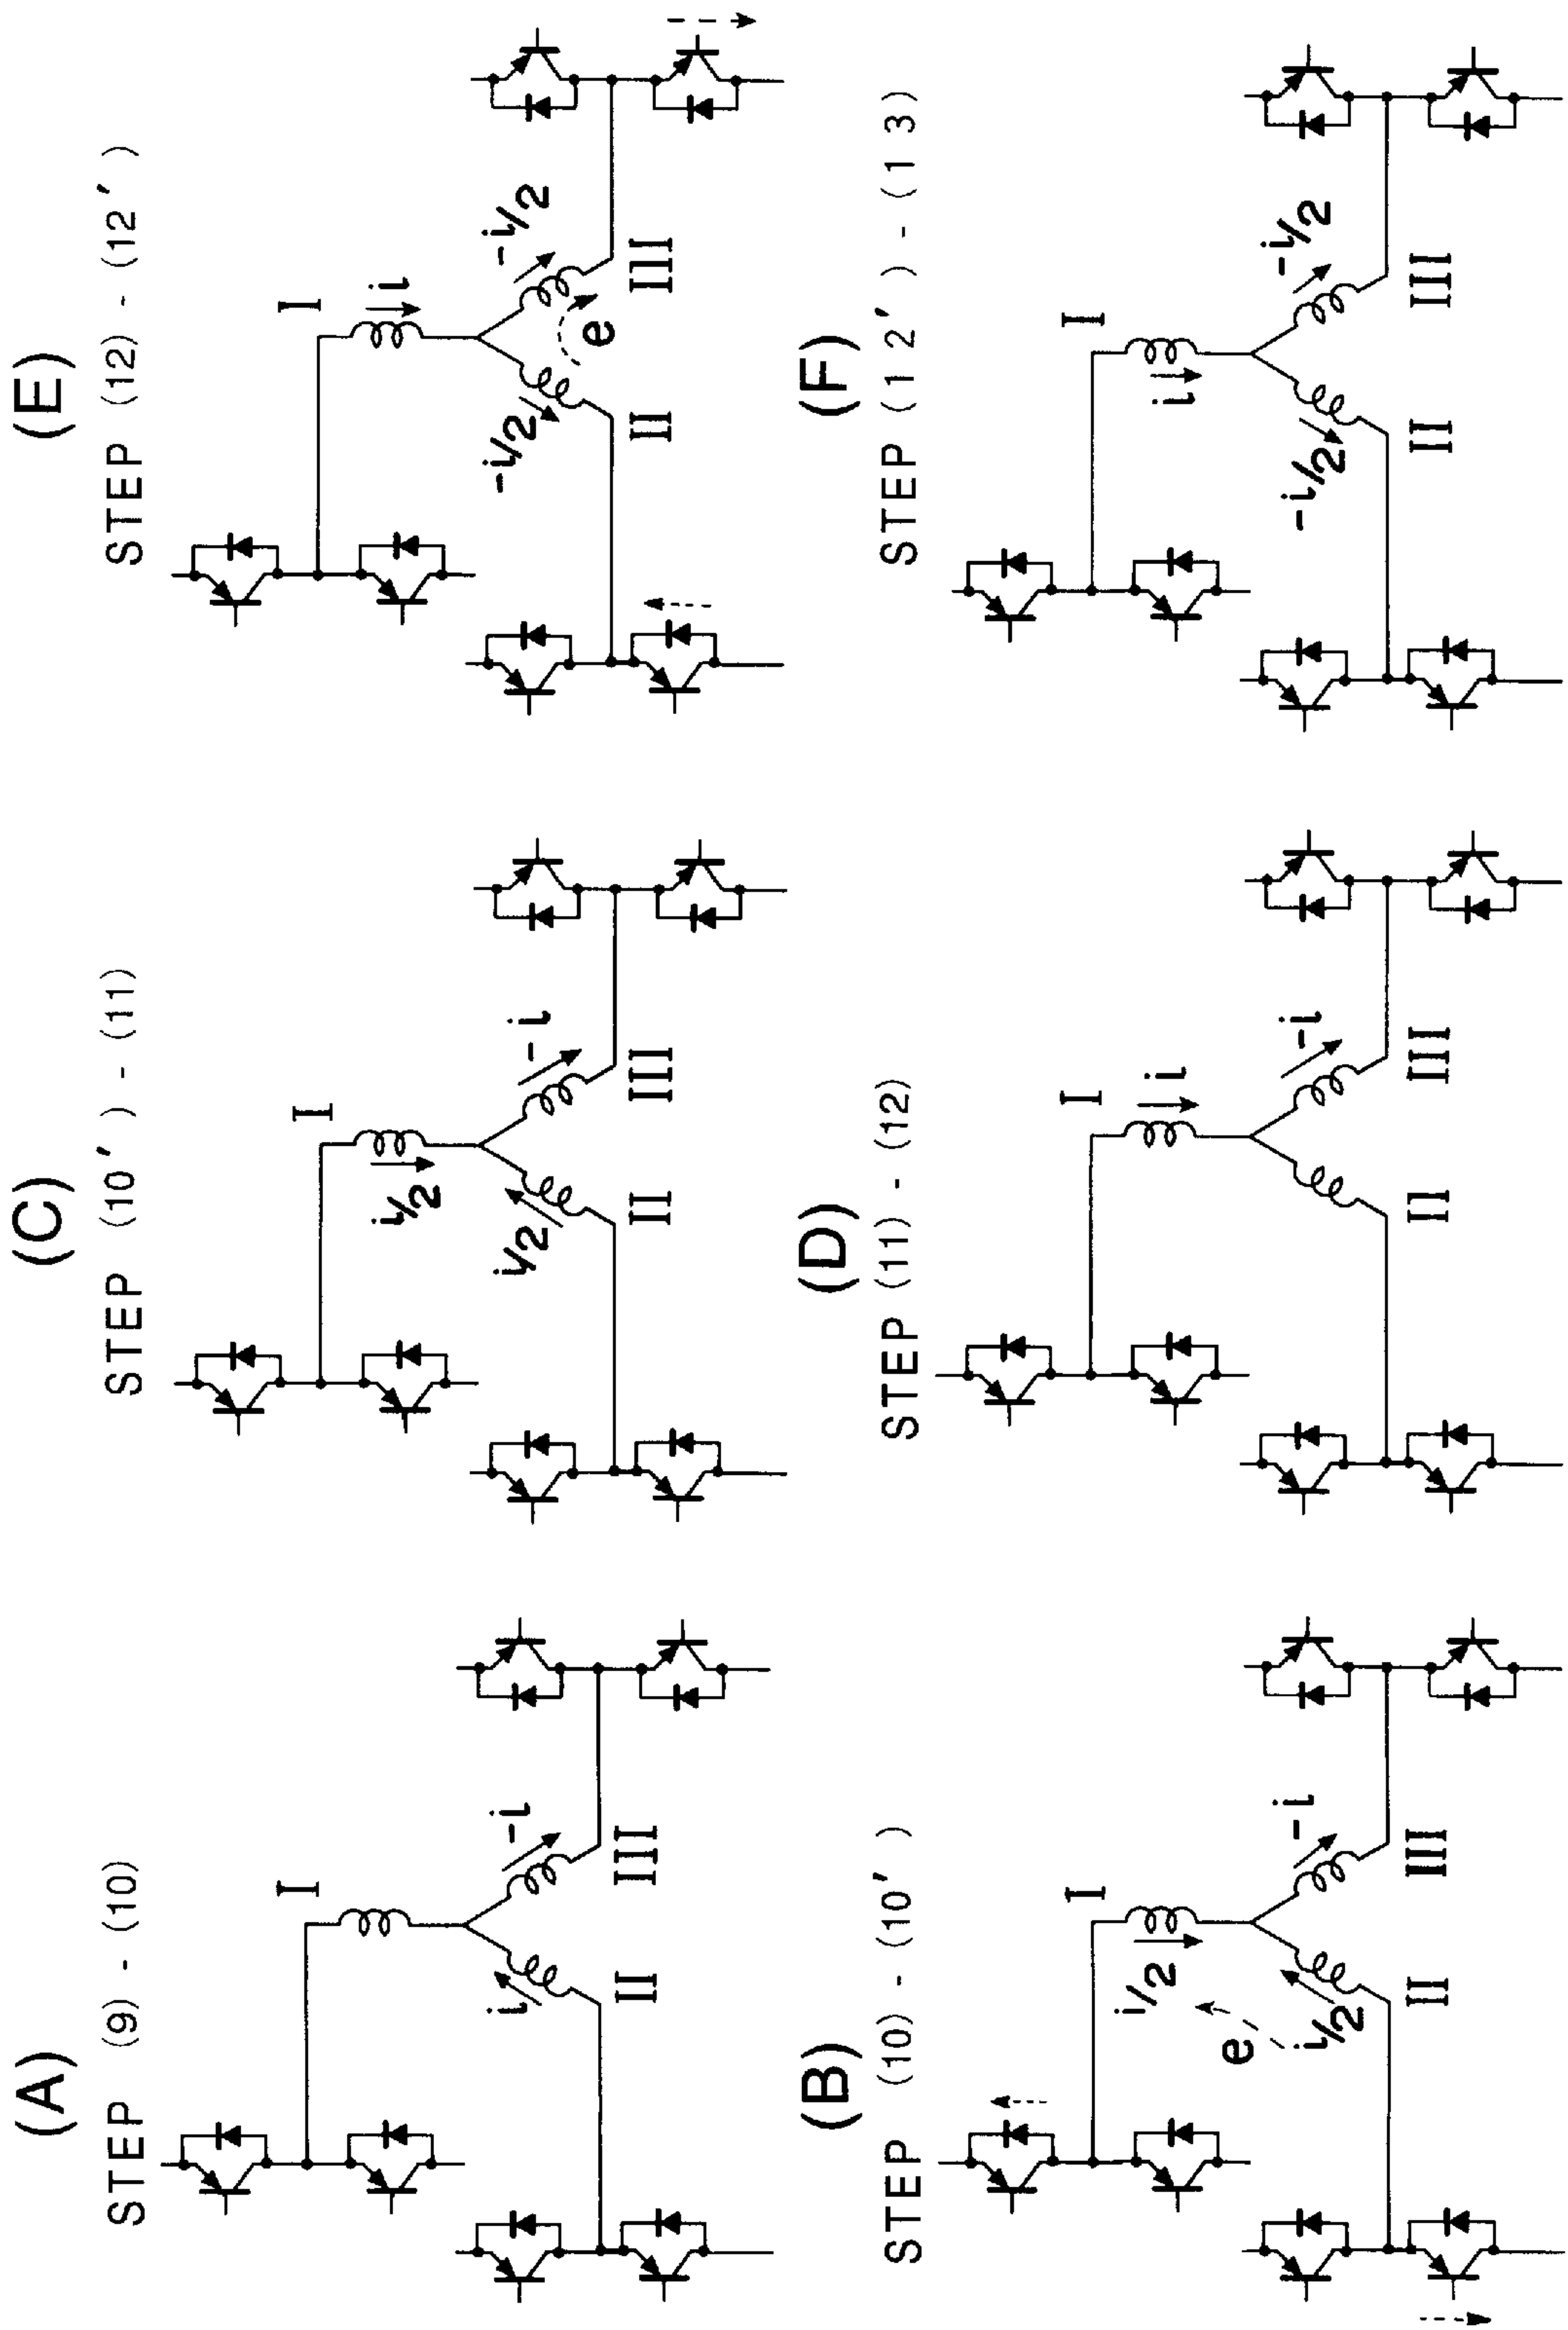 (A)
STEP (9) - (10)
I
i
-i
II
III
(B)
STEP (10) - (10′)
I
i/2
e
i/2
-i
II
III
(C)
STEP (10′) - (11)
I
i/2
i/2
-i
II
III
(D)
STEP (11) - (12)
I
i
-i
II
III
(E)
STEP (12) - (12′)
I
i
-i/2
-i/2
e
II
III
(F)
STEP (12′) - (13)
I
i
-i/2
-i/2
II
III